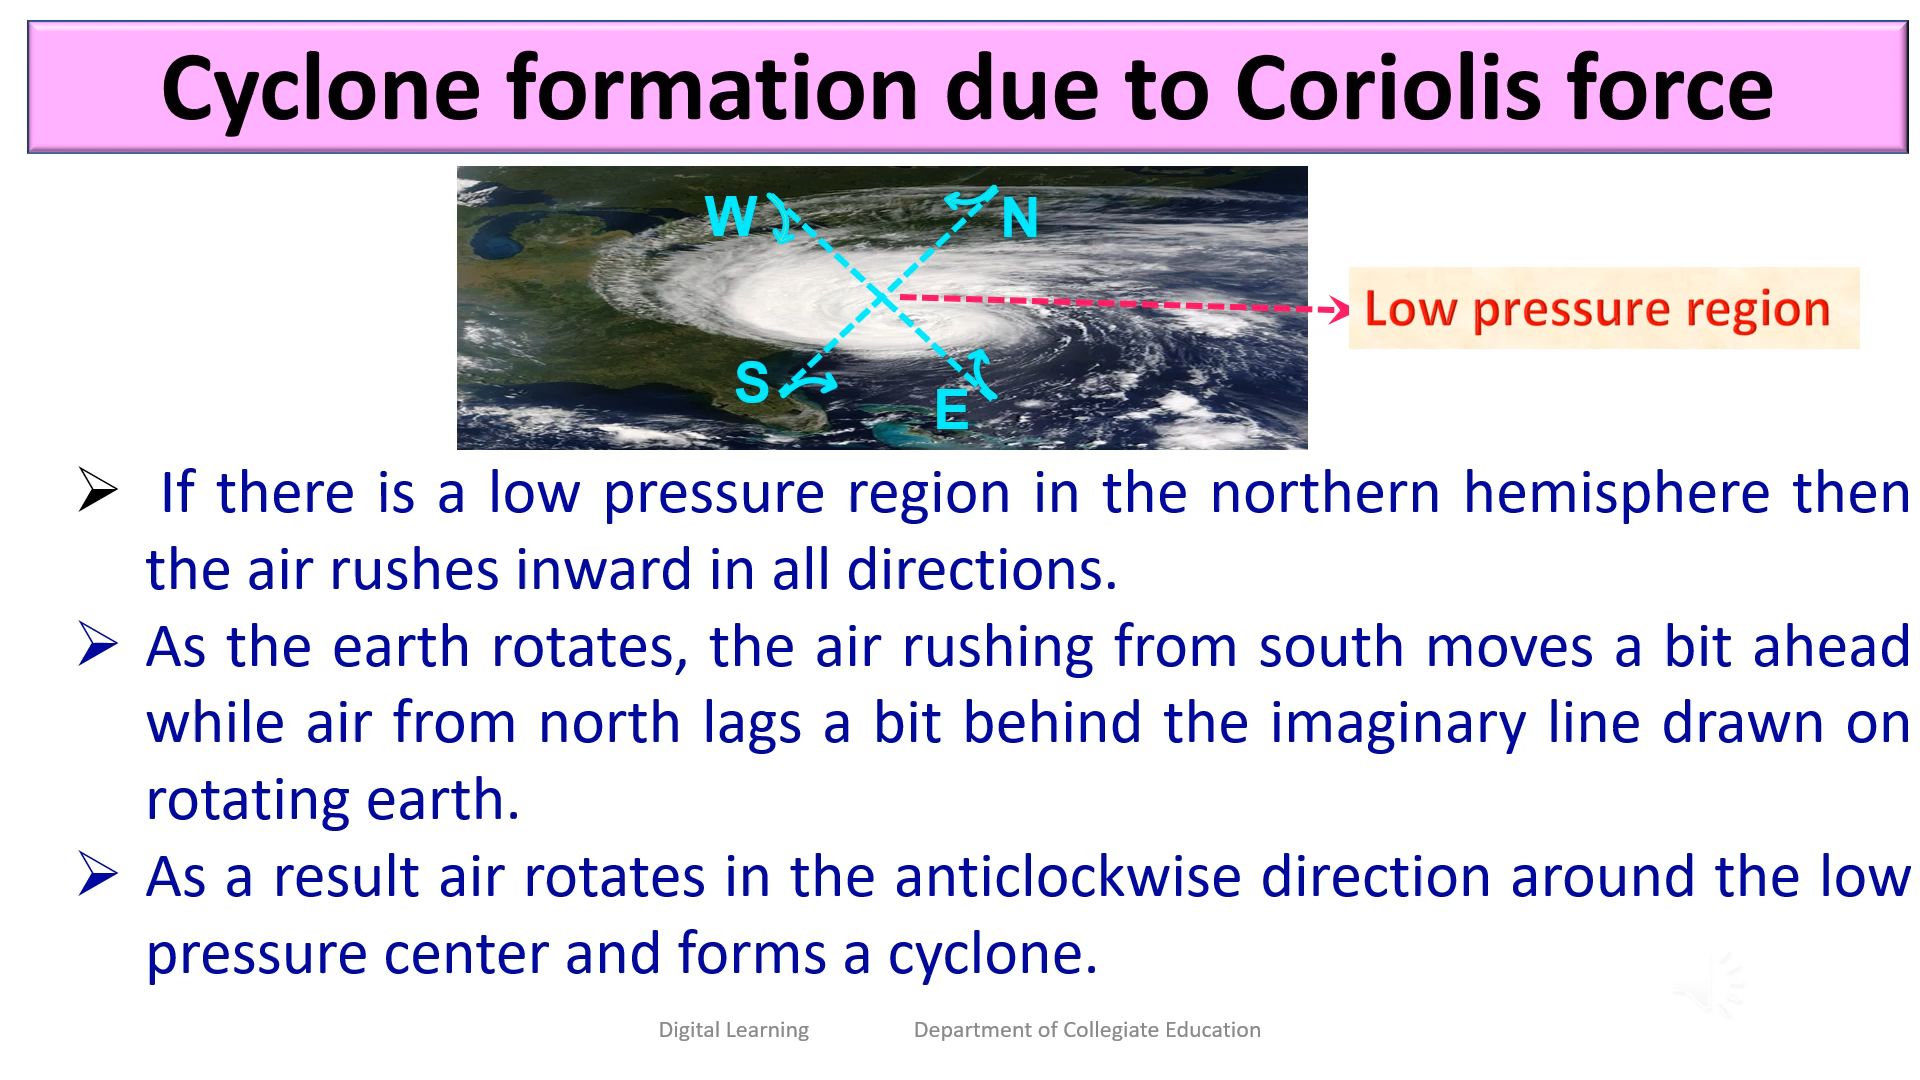 Cyclone formation due to Coriolis force
W
N
Low pressure region
S
E
If there is a low pressure region in the northern hemisphere then
the air rushes inward in all directions.
As the earth rotates, the air rushing from south moves a bit ahead
while air from north lags a bit behind the imaginary line drawn on
rotating earth.
As a result air rotates in the anticlockwise direction around the low
pressure center and forms a cyclone.
Digital Learning Department of Collegiate Education